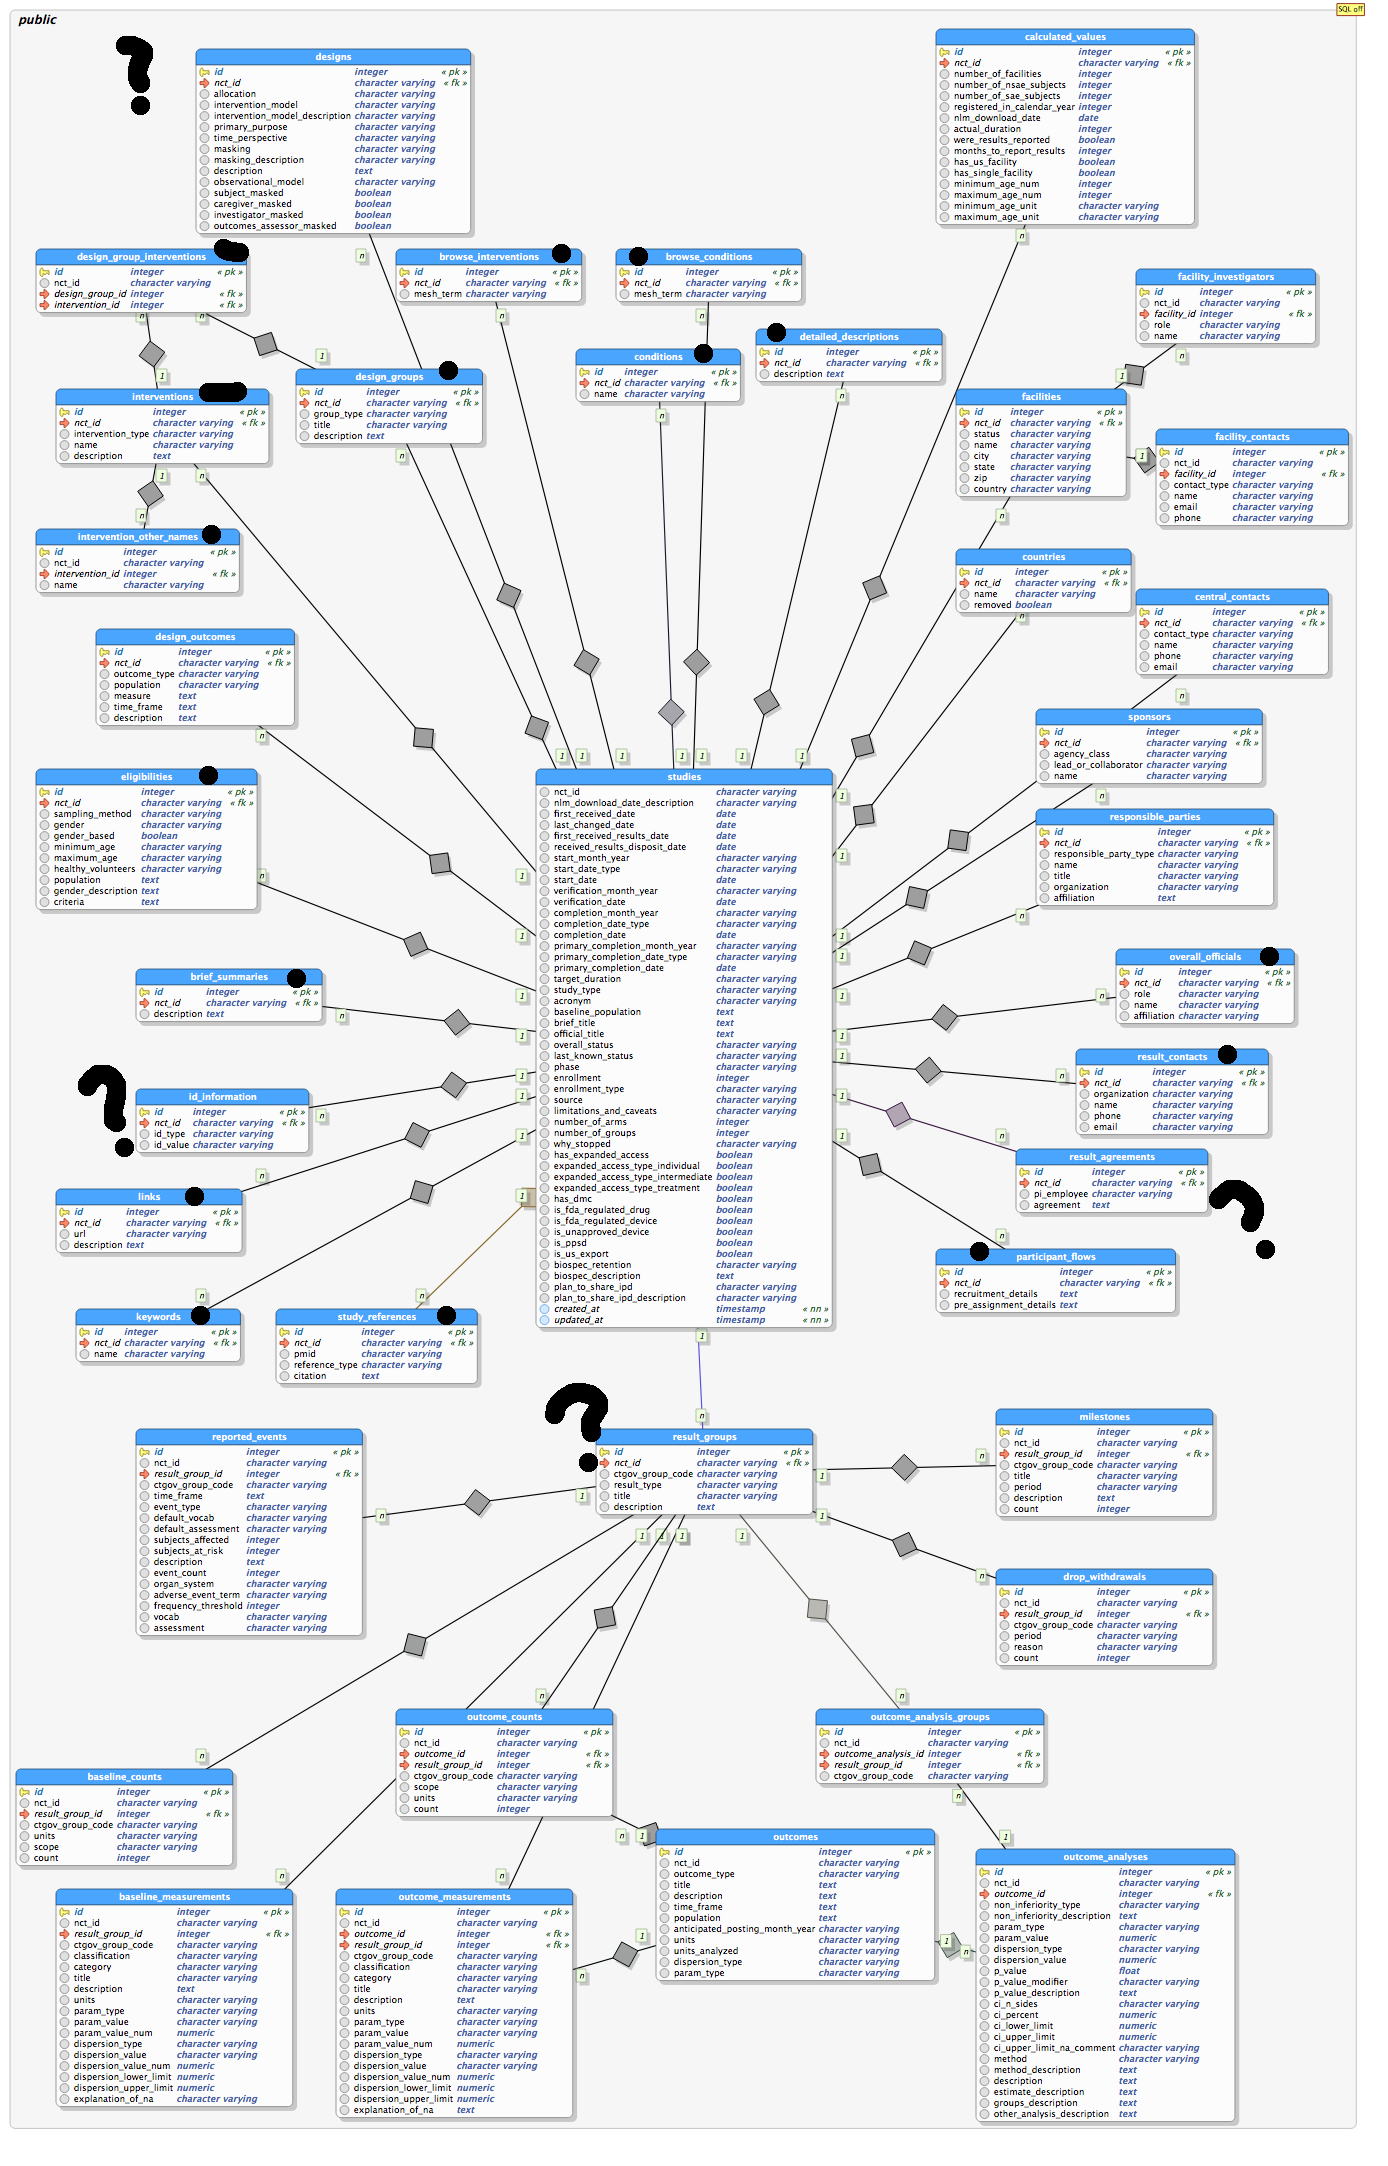 public
SQL off
designs
id integer « pk »
nct_id character varying « fk »
allocation character varying
intervention_model character varying
intervention_model_description character varying
primary_purpose character varying
time_perspective character varying
masking character varying
masking_description character varying
description text
observational_model character varying
subject_masked boolean
caregiver_masked boolean
investigator_masked boolean
outcomes_assessor_masked boolean
n
calculated_values
id integer « pk »
nct_id character varying « fk »
number_of_facilities integer
number_of_nsae_subjects integer
number_of_sae_subjects integer
registered_in_calendar_year integer
nlm_download_date date
actual_duration integer
were_results_reported boolean
months_to_report_results integer
has_us_facility boolean
has_single_facility boolean
minimum_age_num integer
maximum_age_num integer
minimum_age_unit character varying
maximum_age_unit character varying
n
design_group_interventions
id integer « pk »
nct_id character varying
design_group_id integer « fk »
intervention_id integer « fk »
n n
browse_interventions
id integer « pk »
nct_id character varying « fk »
mesh_term character varying
n
browse_conditions
id integer « pk »
nct_id character varying « fk »
mesh_term character varying
n
facility_investigators
id integer « pk »
nct_id character varying
facility_id integer « fk »
role character varying
name character varying
n
detailed_descriptions
id integer « pk »
nct_id character varying « fk »
description text
n
conditions
id integer « pk »
nct_id character varying « fk »
name character varying
n
1
design_groups
id integer « pk »
nct_id character varying « fk »
group_type character varying
title character varying
description text
n
1
interventions
id integer « pk »
nct_id character varying « fk »
intervention_type character varying
name character varying
description text
1 n
1
facilities
id integer « pk »
nct_id character varying « fk »
status character varying
name character varying
city character varying
state character varying
zip character varying
country character varying
n
1
facility_contacts
id integer « pk »
nct_id character varying
facility_id integer « fk »
contact_type character varying
name character varying
email character varying
phone character varying
n
intervention_other_names
id integer « pk »
nct_id character varying
intervention_id integer « fk »
name character varying
countries
id integer « pk »
nct_id character varying « fk »
name character varying
removed boolean
n
central_contacts
id integer « pk »
nct_id character varying « fk »
contact_type character varying
name character varying
phone character varying
email character varying
n
design_outcomes
id integer « pk »
nct_id character varying « fk »
outcome_type character varying
population character varying
measure text
time_frame text
description text
n
sponsors
id integer « pk »
nct_id character varying « fk »
agency_class character varying
lead_or_collaborator character varying
name character varying
n
eligibilities
id integer « pk »
nct_id character varying « fk »
sampling_method character varying
gender character varying
gender_based boolean
minimum_age character varying
maximum_age character varying
healthy_volunteers character varying
population text
gender_description text
criteria text
n
1 1 1 1 1 1 1
studies
nct_id character varying
nlm_download_date_description character varying
first_received_date date
last_changed_date date
first_received_results_date date
received_results_disposit_date date
start_month_year character varying
start_date_type character varying
start_date date
verification_month_year character varying
verification_date date
completion_month_year character varying
completion_date_type character varying
completion_date date
primary_completion_month_year character varying
primary_completion_date_type character varying
primary_completion_date date
target_duration character varying
study_type character varying
acronym character varying
baseline_population text
brief_title text
official_title text
overall_status character varying
last_known_status character varying
phase character varying
enrollment integer
enrollment_type character varying
source character varying
limitations_and_caveats character varying
number_of_arms integer
number_of_groups integer
why_stopped character varying
has_expanded_access boolean
expanded_access_type_individual boolean
expanded_access_type_intermediate boolean
expanded_access_type_treatment boolean
has_dmc boolean
is_fda_regulated_drug boolean
is_fda_regulated_device boolean
is_unapproved_device boolean
is_ppsd boolean
is_us_export boolean
biospec_retention character varying
biospec_description text
plan_to_share_ipd character varying
plan_to_share_ipd_description character varying
created_at timestamp « nn »
updated_at timestamp « nn »
1
responsible_parties
id integer « pk »
nct_id character varying « fk »
responsible_party_type character varying
name character varying
title character varying
organization character varying
affiliation text
n
overall_officials
id integer « pk »
nct_id character varying « fk »
role character varying
name character varying
affiliation character varying
n
brief_summaries
id integer « pk »
nct_id character varying « fk »
description text
n
result_contacts
id integer « pk »
nct_id character varying « fk »
organization character varying
name character varying
phone character varying
email character varying
n
?
id_information
id integer « pk »
nct_id character varying « fk »
id_type character varying
id_value character varying
n
result_agreements
id integer « pk »
nct_id character varying « fk »
pi_employee character varying
agreement text
n
?
links
id integer « pk »
nct_id character varying « fk »
url character varying
description text
n
participant_flows
id integer « pk »
nct_id character varying « fk »
recruitment_details text
pre_assignment_details text
n
keywords
id integer « pk »
nct_id character varying « fk »
name character varying
n
study_references
id integer « pk »
nct_id character varying « fk »
pmid character varying
reference_type character varying
citation text
n
?
result_groups
id integer « pk »
nct_id character varying « fk »
ctgov_group_code character varying
result_type character varying
title character varying
description text
1 1 1 1
reported_events
id integer « pk »
nct_id character varying
result_group_id integer « fk »
ctgov_group_code character varying
time_frame text
event_type character varying
default_vocab character varying
default_assessment character varying
subjects_affected integer
subjects_at_risk integer
description text
event_count integer
organ_system character varying
adverse_event_term character varying
frequency_threshold integer
vocab character varying
assessment character varying
n
milestones
id integer « pk »
nct_id character varying
result_group_id integer « fk »
ctgov_group_code character varying
title character varying
period character varying
description text
count integer
n
drop_withdrawals
id integer « pk »
nct_id character varying
result_group_id integer « fk »
ctgov_group_code character varying
period character varying
reason character varying
count integer
n
outcome_counts
id integer « pk »
nct_id character varying
outcome_id integer « fk »
result_group_id integer « fk »
ctgov_group_code character varying
scope character varying
units character varying
count integer
n 1
outcome_analysis_groups
id integer « pk »
nct_id character varying
outcome_analysis_id integer « fk »
result_group_id integer « fk »
ctgov_group_code character varying
n
1
baseline_counts
id integer « pk »
nct_id character varying
result_group_id integer « fk »
ctgov_group_code character varying
units character varying
scope character varying
count integer
n
outcomes
id integer « pk »
nct_id character varying
outcome_type character varying
title text
description text
time_frame text
population text
anticipated_posting_month_year character varying
units character varying
units_analyzed character varying
dispersion_type character varying
param_type character varying
1 n
outcome_analyses
id integer « pk »
nct_id character varying
outcome_id integer « fk »
non_inferiority_type character varying
non_inferiority_description text
param_type character varying
param_value numeric
dispersion_type character varying
dispersion_value numeric
p_value float
p_value_modifier character varying
p_value_description text
ci_n_sides character varying
ci_percent numeric
ci_lower_limit numeric
ci_upper_limit numeric
ci_upper_limit_na_comment character varying
method character varying
method_description text
description text
estimate_description text
groups_description text
other_analysis_description text
baseline_measurements
id integer « pk »
nct_id character varying
result_group_id integer « fk »
ctgov_group_code character varying
classification character varying
category character varying
title character varying
description text
units character varying
param_type character varying
param_value character varying
param_value_num numeric
dispersion_type character varying
dispersion_value character varying
dispersion_value_num numeric
dispersion_lower_limit numeric
dispersion_upper_limit numeric
explanation_of_na character varying
outcome_measurements
id integer « pk »
nct_id character varying
outcome_id integer « fk »
result_group_id integer « fk »
ctgov_group_code character varying
classification character varying
category character varying
title character varying
description text
units character varying
param_type character varying
param_value character varying
param_value_num numeric
dispersion_type character varying
dispersion_value character varying
dispersion_value_num numeric
dispersion_lower_limit numeric
dispersion_upper_limit numeric
explanation_of_na text